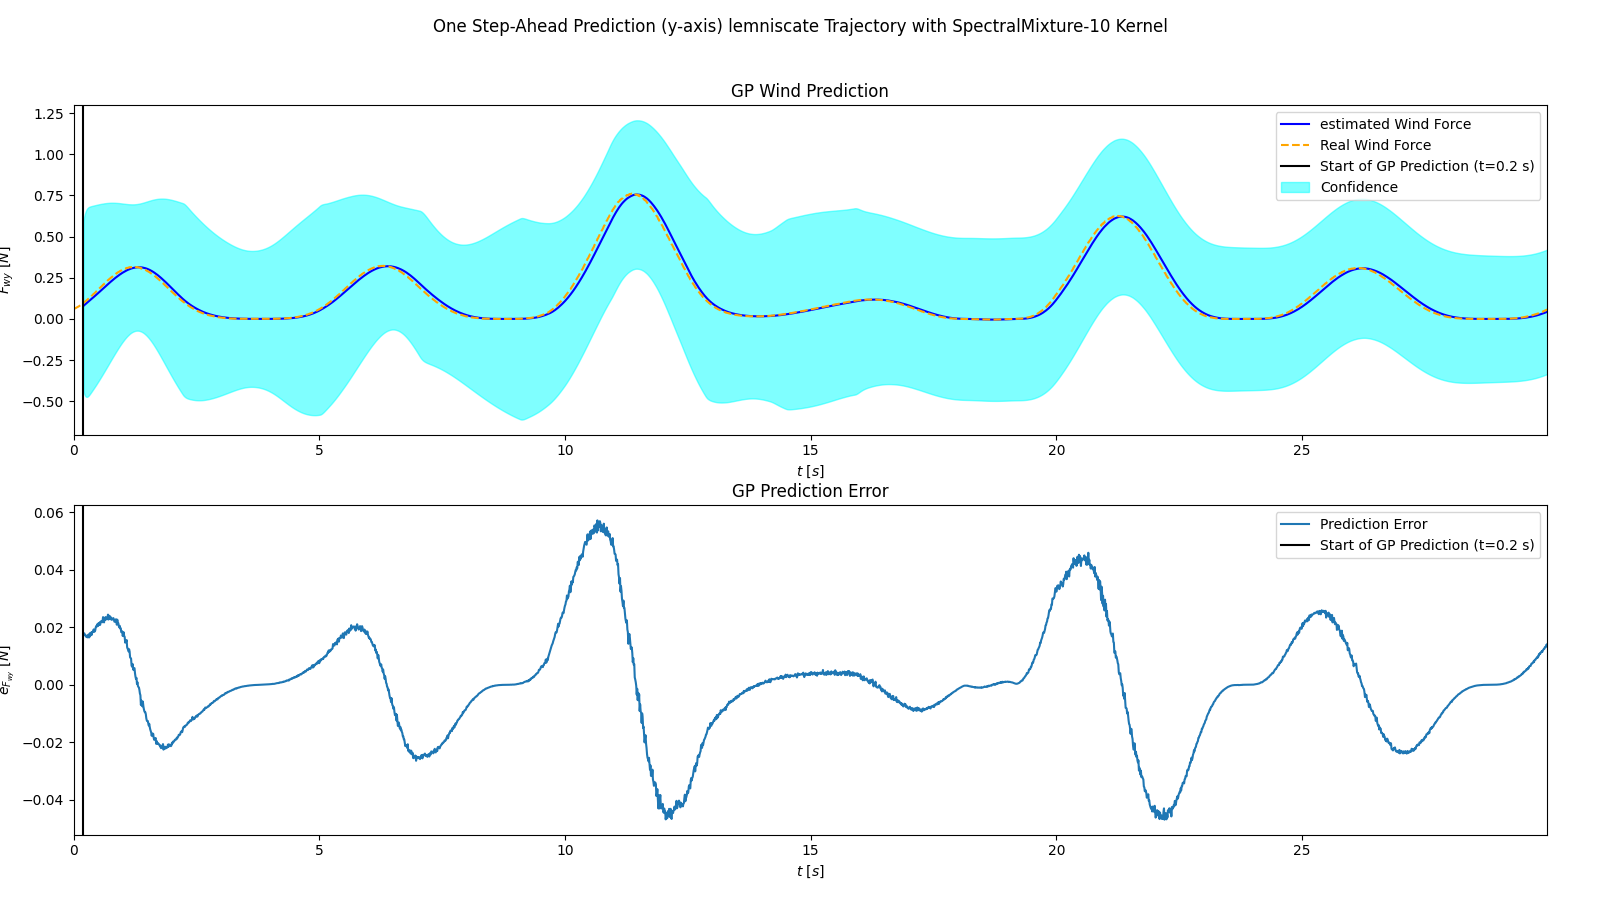 One Step-Ahead Prediction (y-axis) lemniscate Trajectory with SpectralMixture-10 Kernel
GP Wind Prediction
1.25
1.00
0.75
0.50
0.25
0.00
−0.25
−0.50
F_wy [N]
estimated Wind Force
Real Wind Force
Start of GP Prediction (t=0.2 s)
Confidence
0 5 10 15 20 25
t [s]
GP Prediction Error
0.06
0.04
0.02
0.00
−0.02
−0.04
e_F_wy [N]
Prediction Error
Start of GP Prediction (t=0.2 s)
0 5 10 15 20 25
t [s]